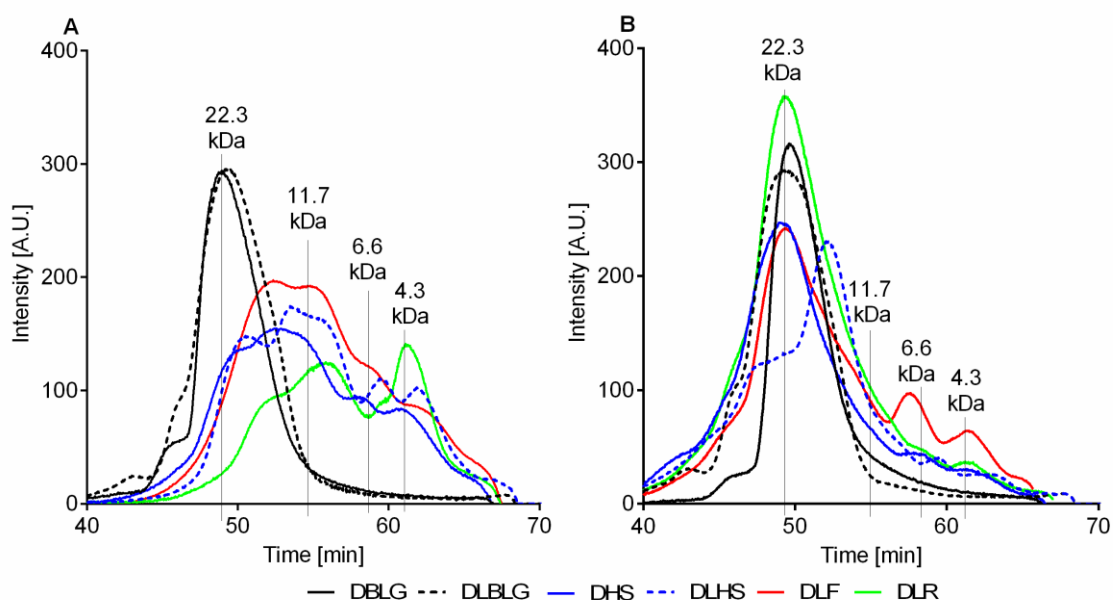 A
400
300
200
100
0
Intensity [A.U.]
22.3
kDa
11.7
kDa
6.6
kDa
4.3
kDa
40 50 60 70
Time [min]
B
400
300
200
100
0
Intensity [A.U.]
22.3
kDa
11.7
kDa
6.6
kDa
4.3
kDa
40 50 60 70
Time [min]
DBLG DLBLG DHS DLHS DLF DLR